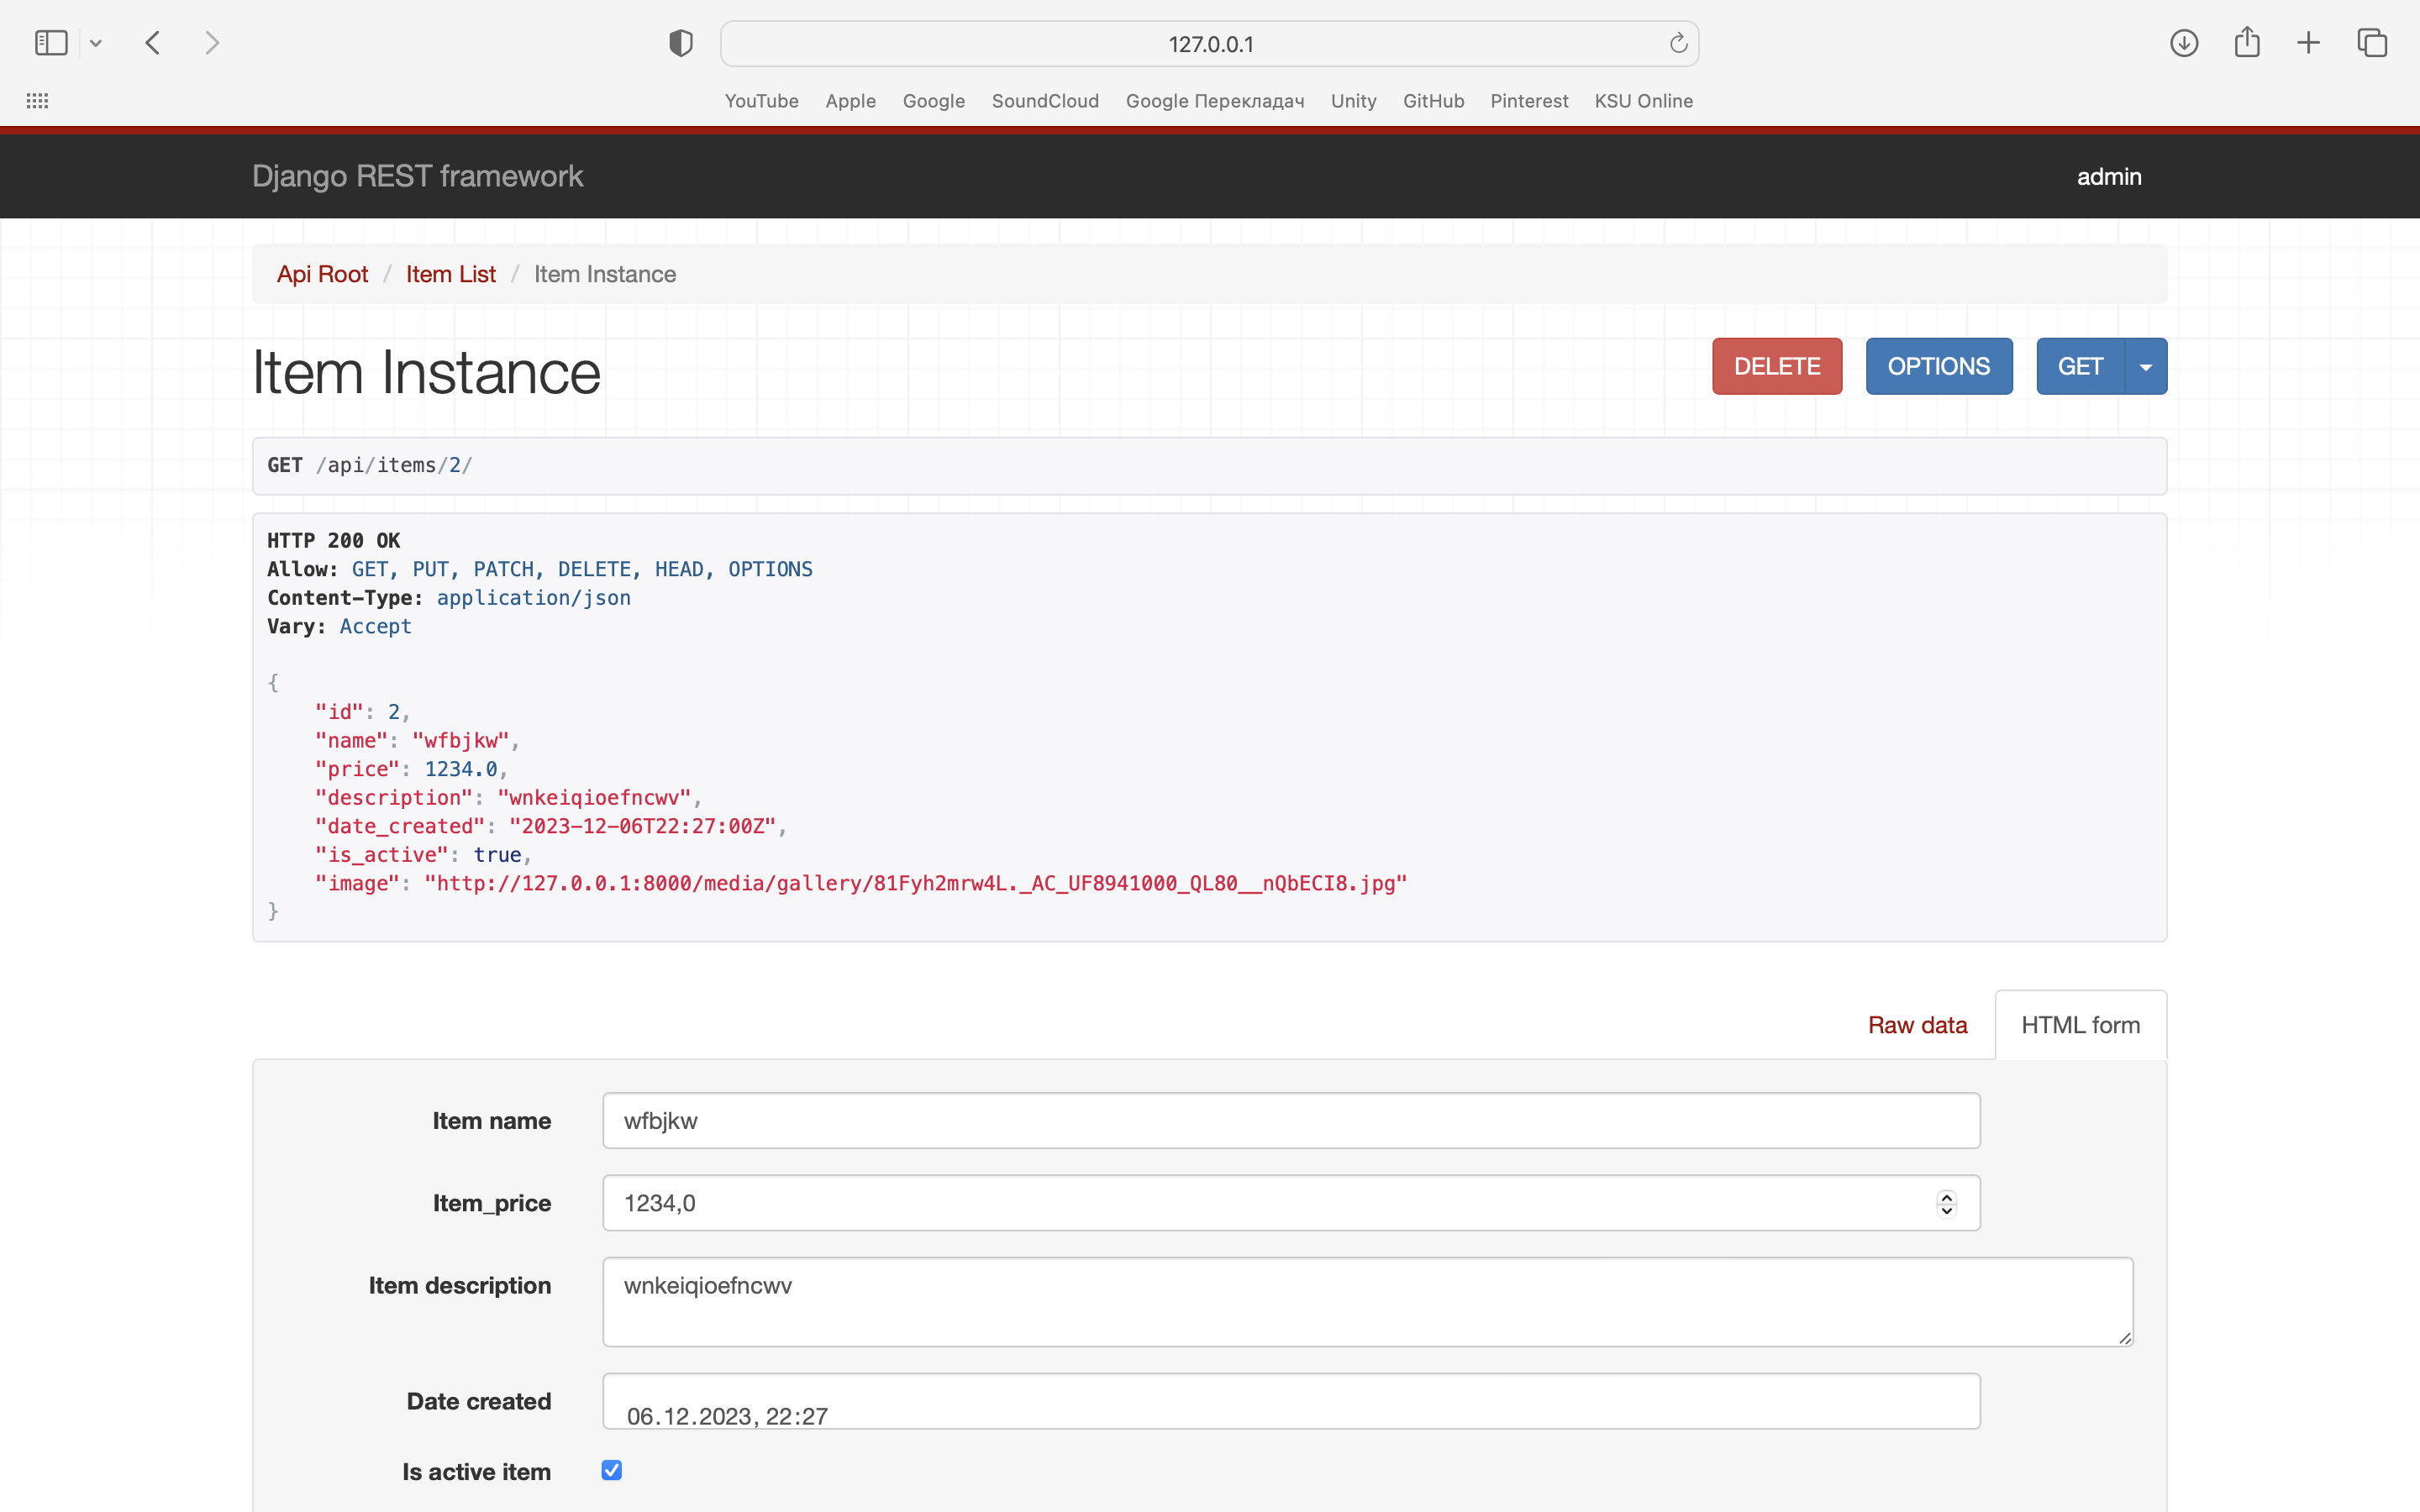 127.0.0.1
YouTube Apple Google SoundCloud Google Перекладач Unity GitHub Pinterest KSU Online
Django REST framework admin
Api Root / Item List / Item Instance
Item Instance DELETE OPTIONS GET
GET /api/items/2/
HTTP 200 OK
Allow: GET, PUT, PATCH, DELETE, HEAD, OPTIONS
Content-Type: application/json
Vary: Accept
{
"id": 2,
"name": "wfbjkw",
"price": 1234.0,
"description": "wnkeiqioefncwv",
"date_created": "2023-12-06T22:27:00Z",
"is_active": true,
"image": "http://127.0.0.1:8000/media/gallery/81Fyh2mrw4L._AC_UF8941000_QL80__nQbECI8.jpg"
}
Raw data HTML form
Item name wfbjkw
Item_price 1234,0
Item description wnkeiqioefncwv
Date created 06.12.2023, 22:27
Is active item